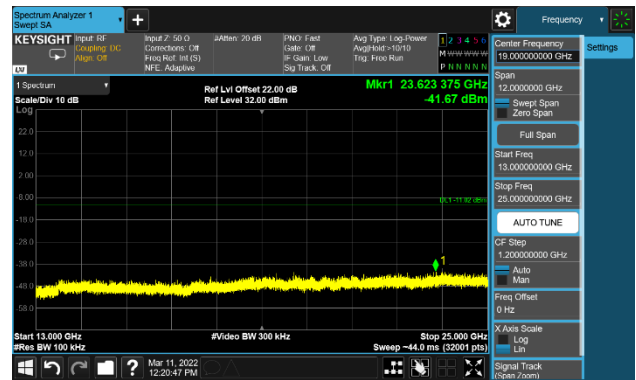 Spectrum Analyzer 1
Swept SA
+
Frequency
KEYSIGHT
Input: RF
Coupling: DC
Align: Off
Input Z: 50 Ω
Corrections: Off
Freq Ref: Int (S)
NFE: Adaptive
#Atten: 20 dB
PNO: Fast
Gate: Off
IF Gain: Low
Sig Track: Off
Avg Type: Log-Power
Avg|Hold:>10/10
Trig: Free Run
1 2 3 4 5 6
M W W W W W
P N N N N N
LXI
1 Spectrum
Scale/Div 10 dB
Log
Ref Lvl Offset 22.00 dB
Ref Level 32.00 dBm
Mkr1 23.623 375 GHz
-41.67 dBm
22.0
12.0
2.00
-8.00
-18.0
-28.0
-38.0
-48.0
-58.0
DL1 -11.02 dBm
1
Start 13.000 GHz
#Res BW 100 kHz
#Video BW 300 kHz
Stop 25.000 GHz
Sweep ~44.0 ms (32001 pts)
Center Frequency
19.000000000 GHz
Settings
Span
12.0000000 GHz
Swept Span
Zero Span
Full Span
Start Freq
13.000000000 GHz
Stop Freq
25.000000000 GHz
AUTO TUNE
CF Step
1.200000000 GHz
Auto
Man
Freq Offset
0 Hz
X Axis Scale
Log
Lin
Signal Track
(Span Zoom)
?
Mar 11, 2022
12:20:47 PM